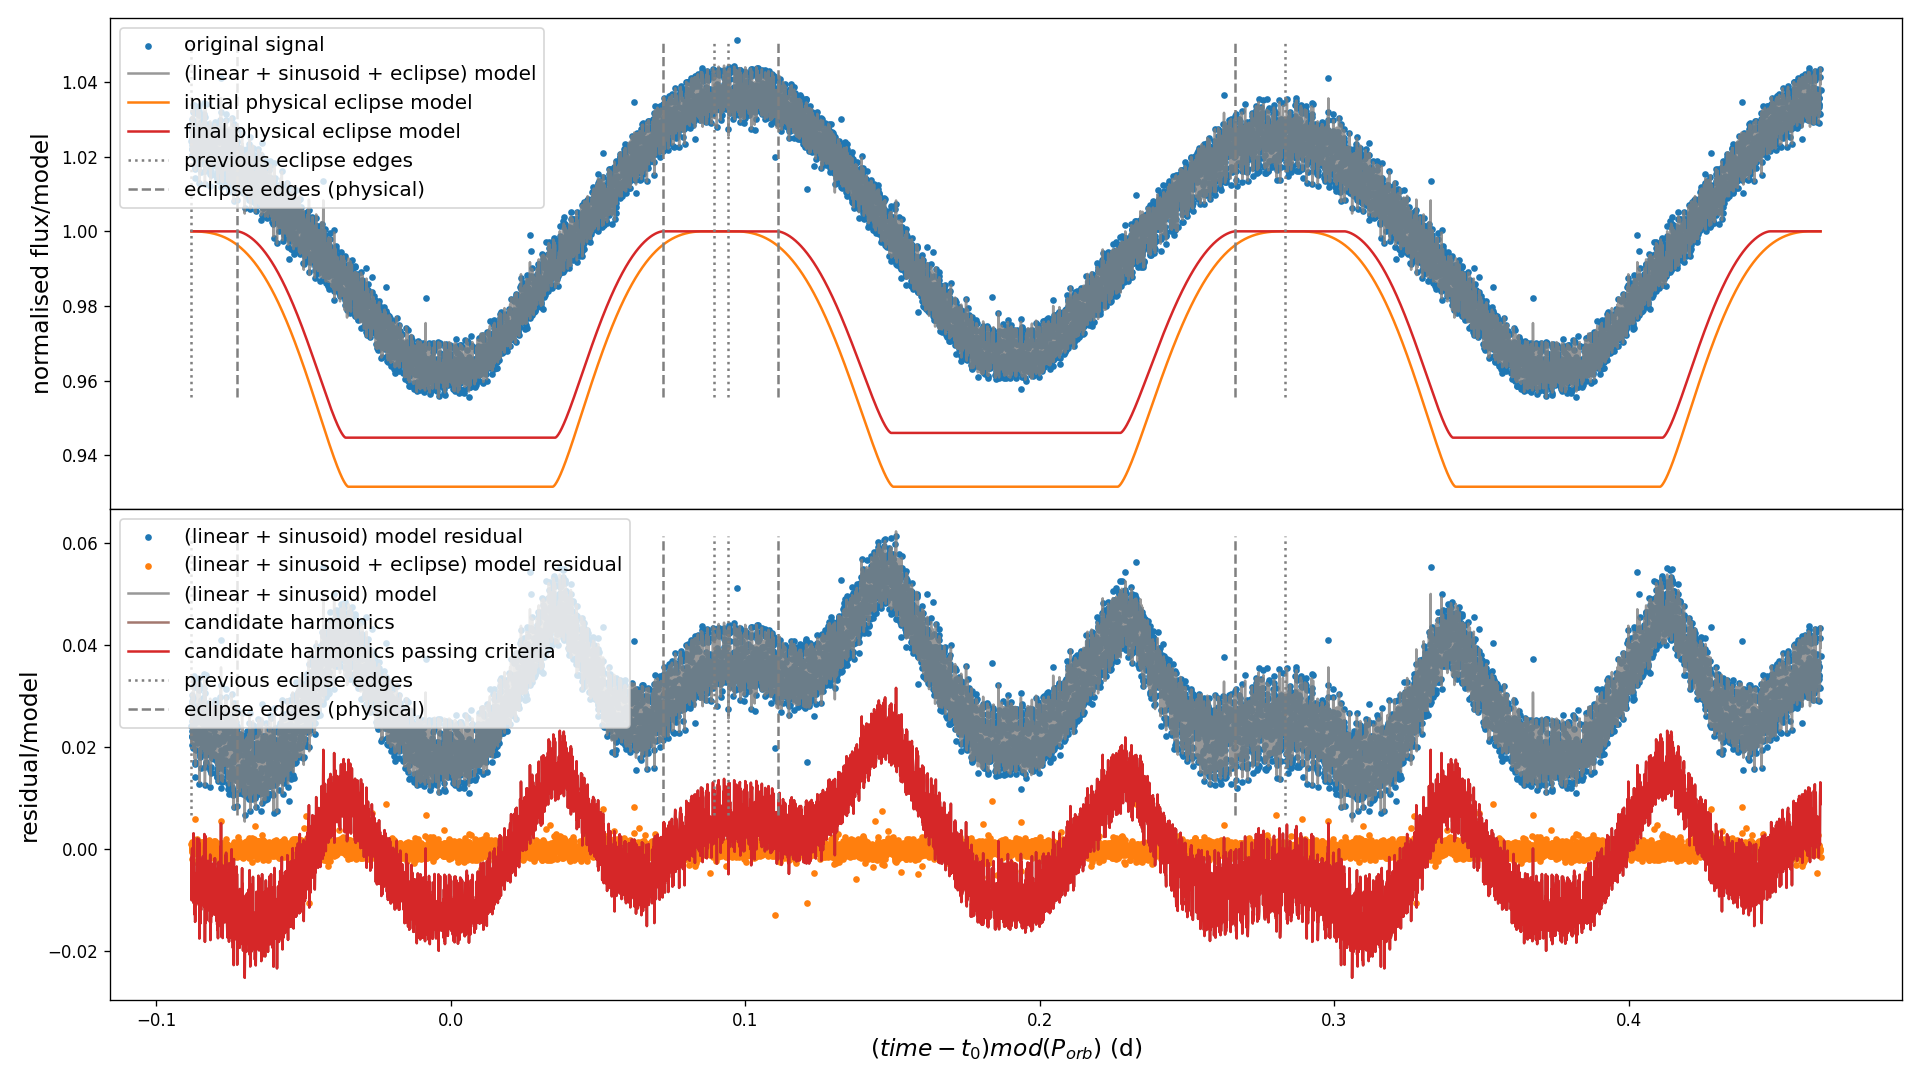 original signal
(linear + sinusoid + eclipse) model
initial physical eclipse model
final physical eclipse model
previous eclipse edges
eclipse edges (physical)
normalised flux/model
1.04
1.02
1.00
0.98
0.96
0.94
(linear + sinusoid) model residual
(linear + sinusoid + eclipse) model residual
(linear + sinusoid) model
candidate harmonics
candidate harmonics passing criteria
previous eclipse edges
eclipse edges (physical)
residual/model
0.06
0.04
0.02
0.00
−0.02
−0.1 0.0 0.1 0.2 0.3 0.4
(time − t₀)mod(Pₒᵣb) (d)